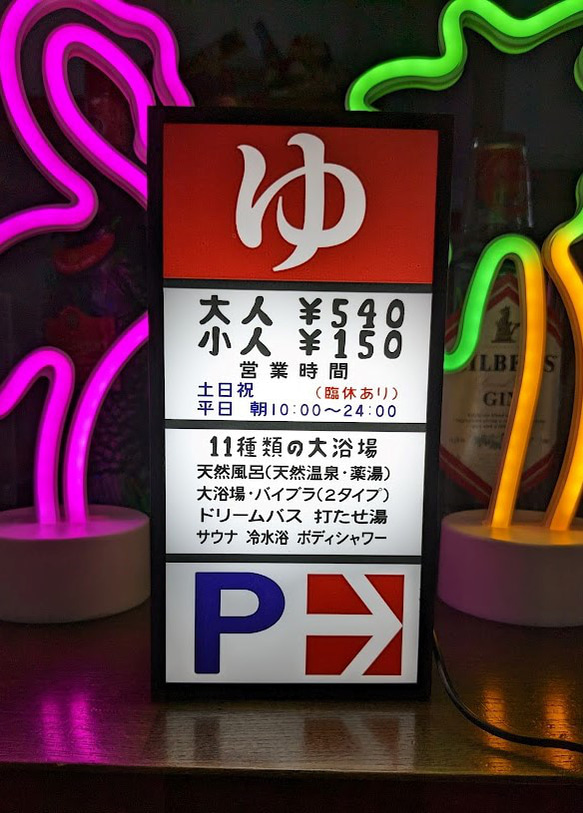 ゆ
大人 ¥540
小人 ¥150
営業時間
土日祝 (臨休あり)
平日 朝10:00～24:00
11種類の大浴場
天然風呂(天然温泉・薬湯)
大浴場・バイブラ(2タイプ)
ドリームバス 打たせ湯
サウナ 冷水浴 ボディシャワー
P
GIN